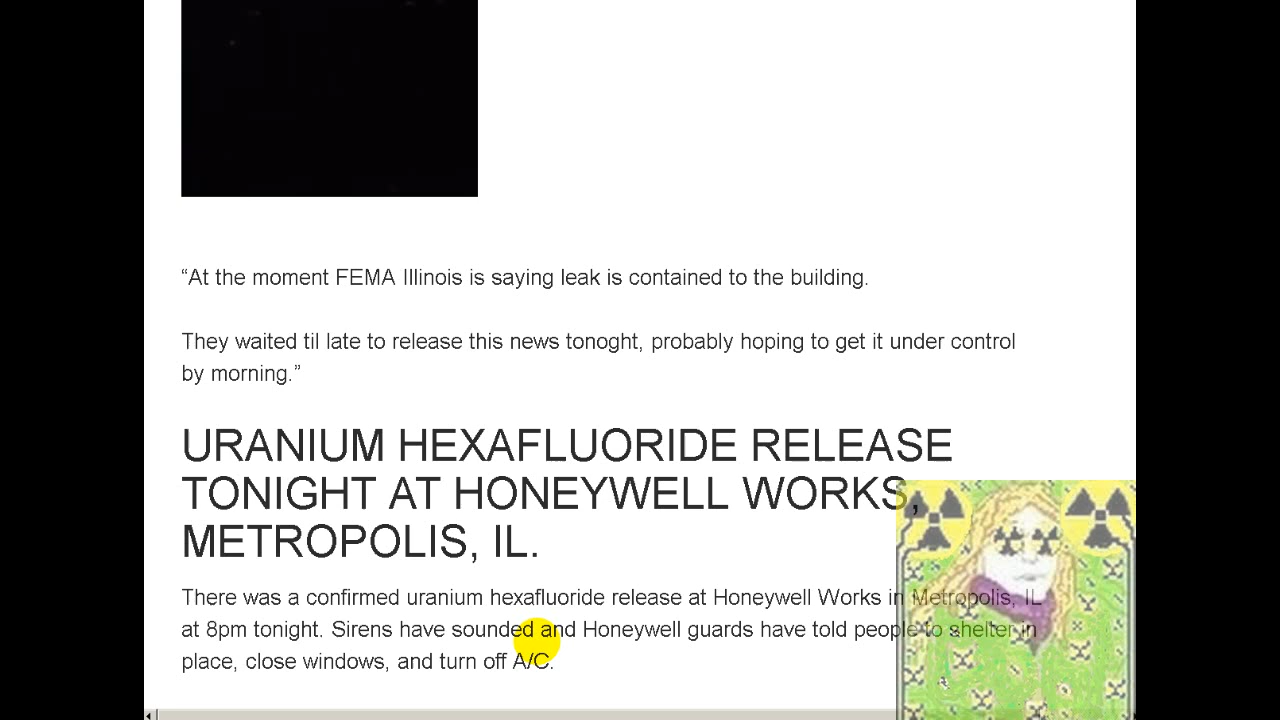 “At the moment FEMA Illinois is saying leak is contained to the building.
They waited til late to release this news tonoght, probably hoping to get it under control
by morning.”
URANIUM HEXAFLUORIDE RELEASE
TONIGHT AT HONEYWELL WORKS,
METROPOLIS, IL.
There was a confirmed uranium hexafluoride release at Honeywell Works in Metropolis, IL
at 8pm tonight. Sirens have sounded and Honeywell guards have told people to shelter in
place, close windows, and turn off A/C.